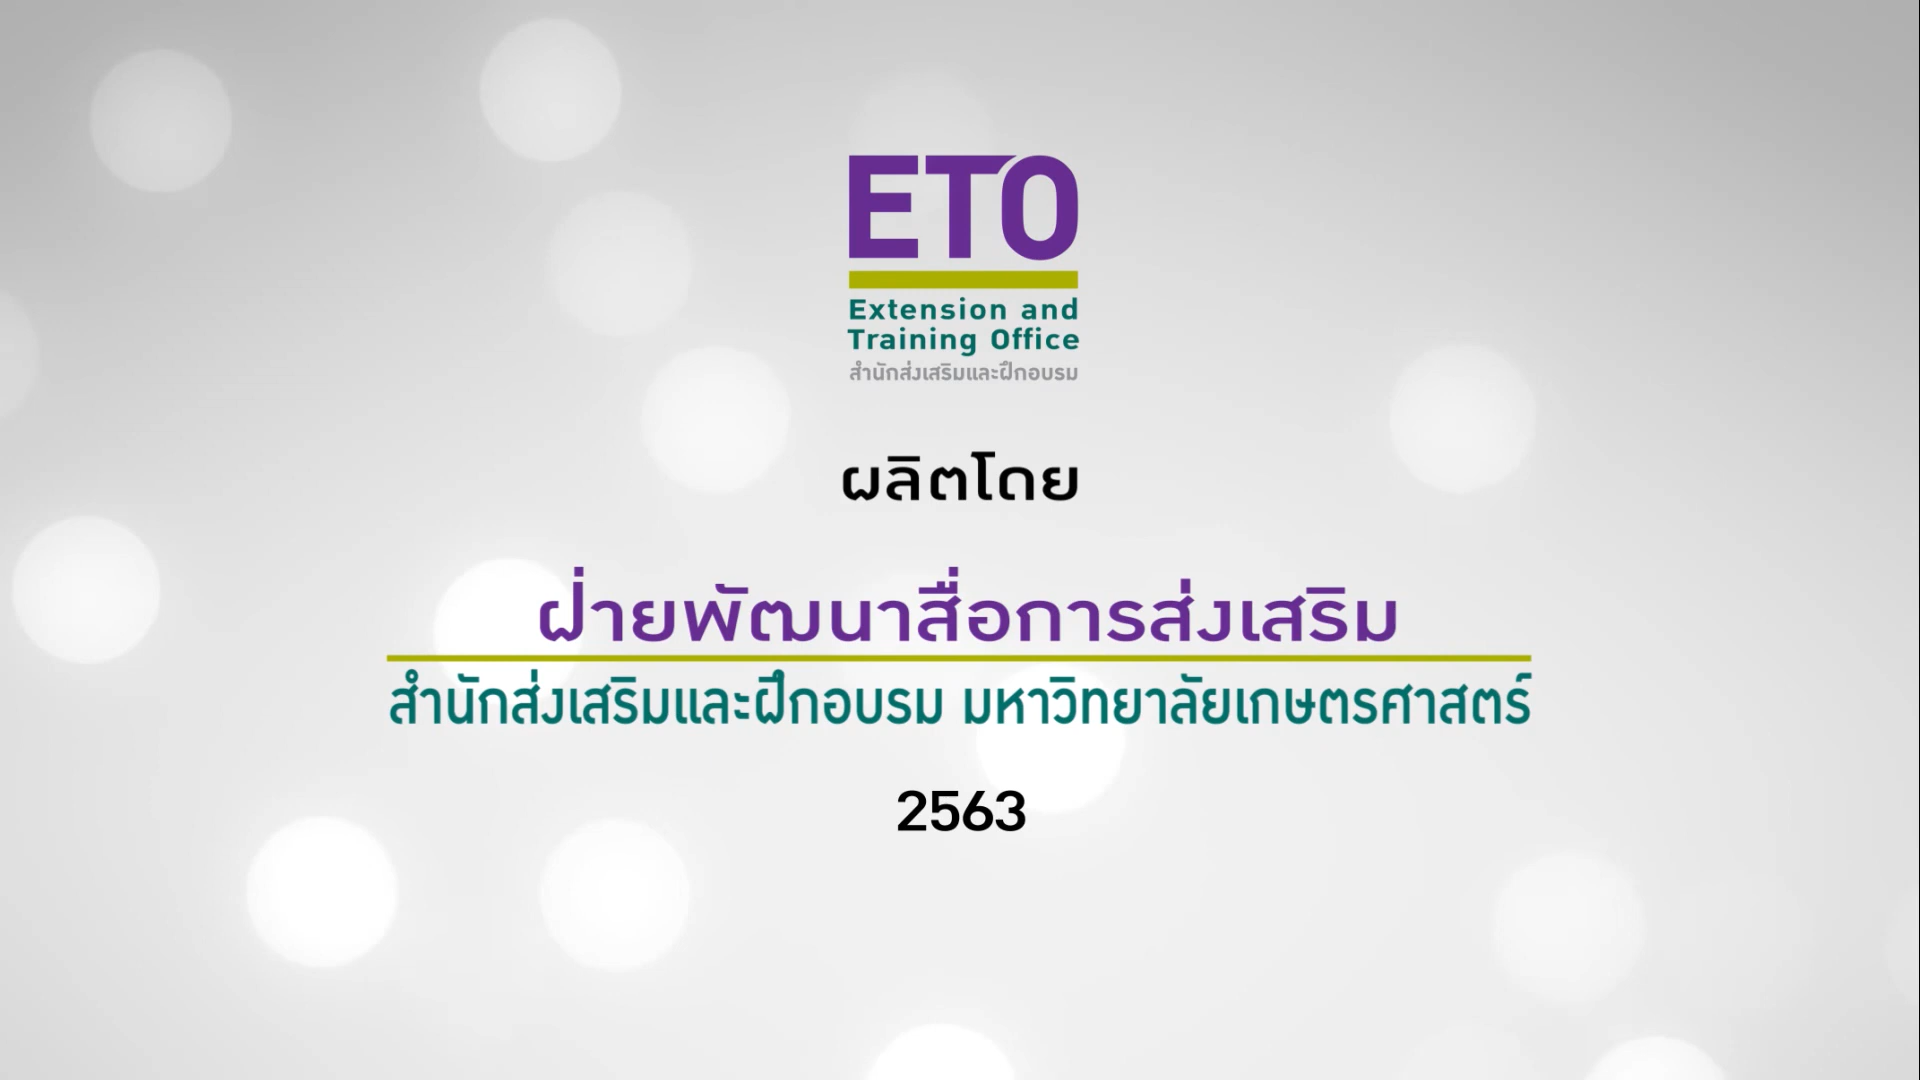 ETO
Extension and
Training Office
สำนักส่งเสริมและฝึกอบรม
ผลิตโดย
ฝ่ายพัฒนาสื่อการส่งเสริม
สำนักส่งเสริมและฝึกอบรม มหาวิทยาลัยเกษตรศาสตร์
2563